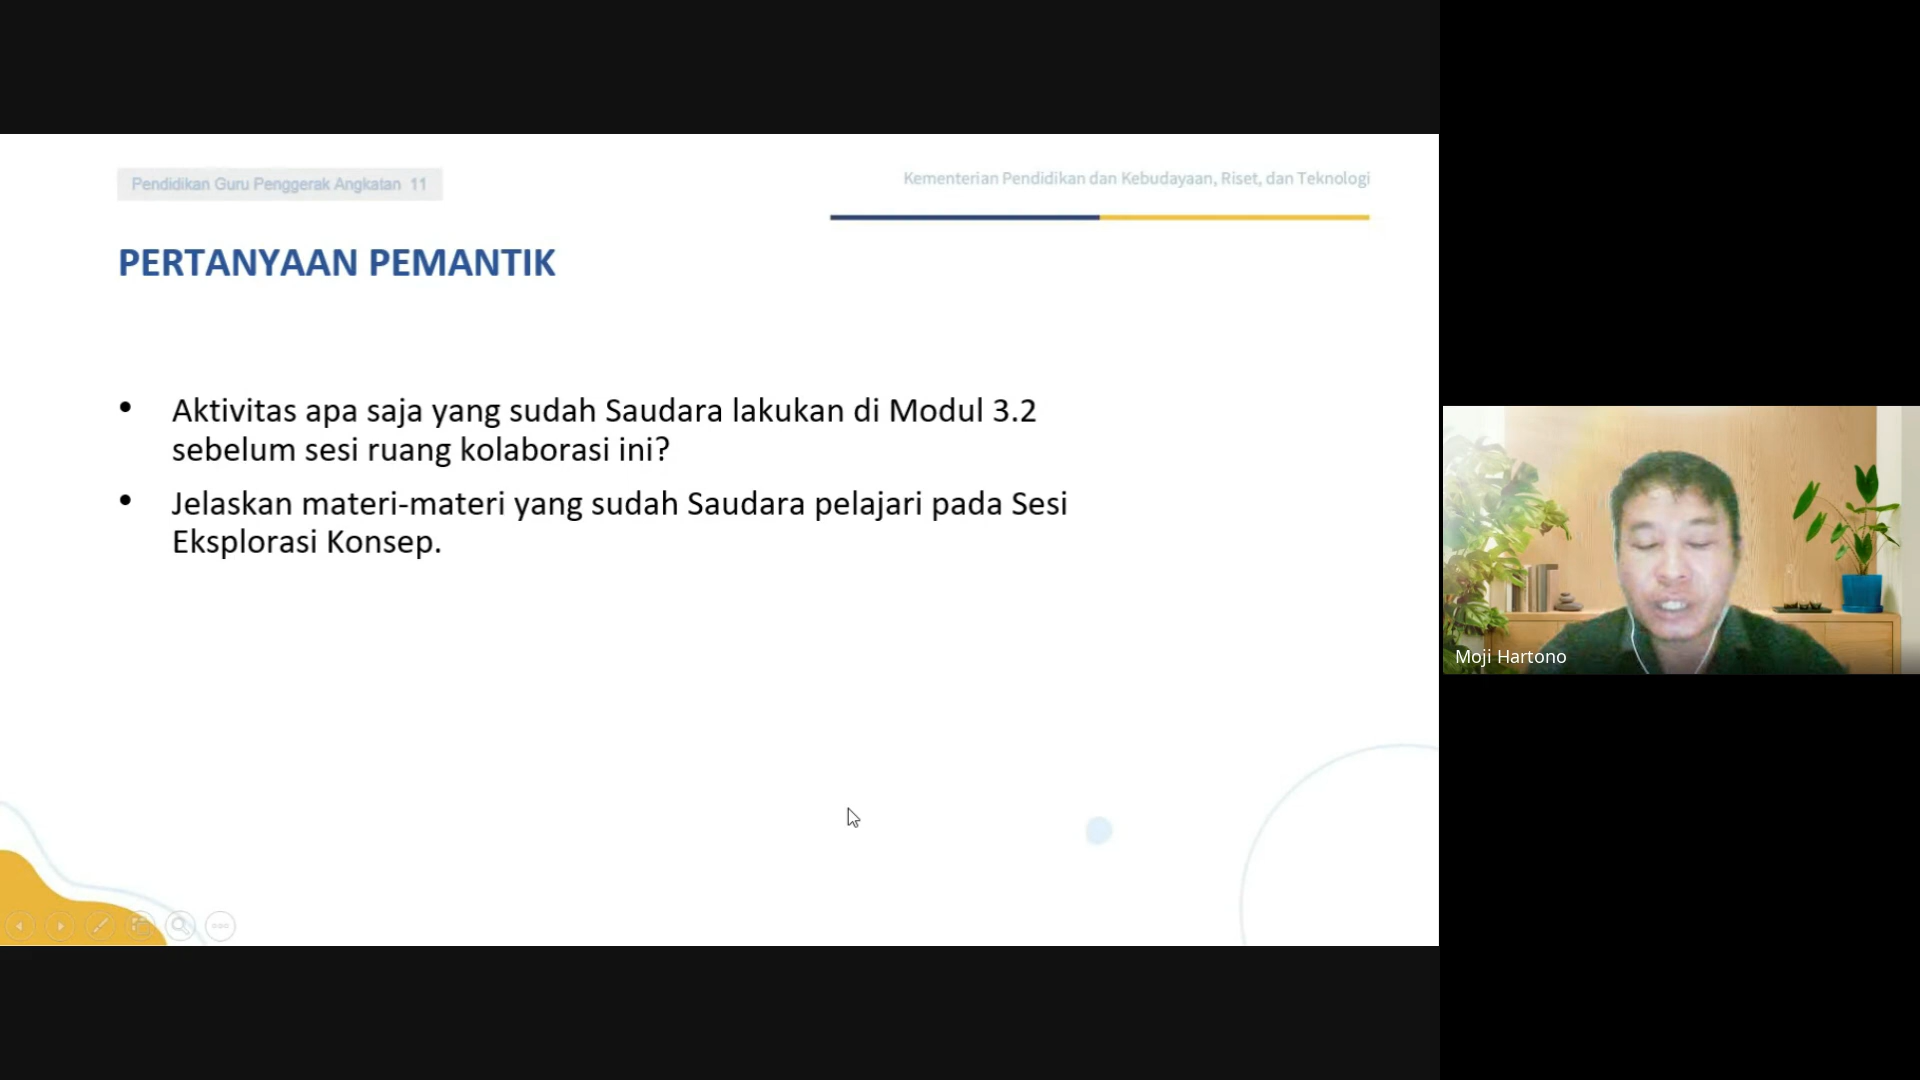 Pendidikan Guru Penggerak Angkatan 11
Kementerian Pendidikan dan Kebudayaan, Riset, dan Teknologi
PERTANYAAN PEMANTIK
• Aktivitas apa saja yang sudah Saudara lakukan di Modul 3.2
sebelum sesi ruang kolaborasi ini?
• Jelaskan materi-materi yang sudah Saudara pelajari pada Sesi
Eksplorasi Konsep.
Moji Hartono